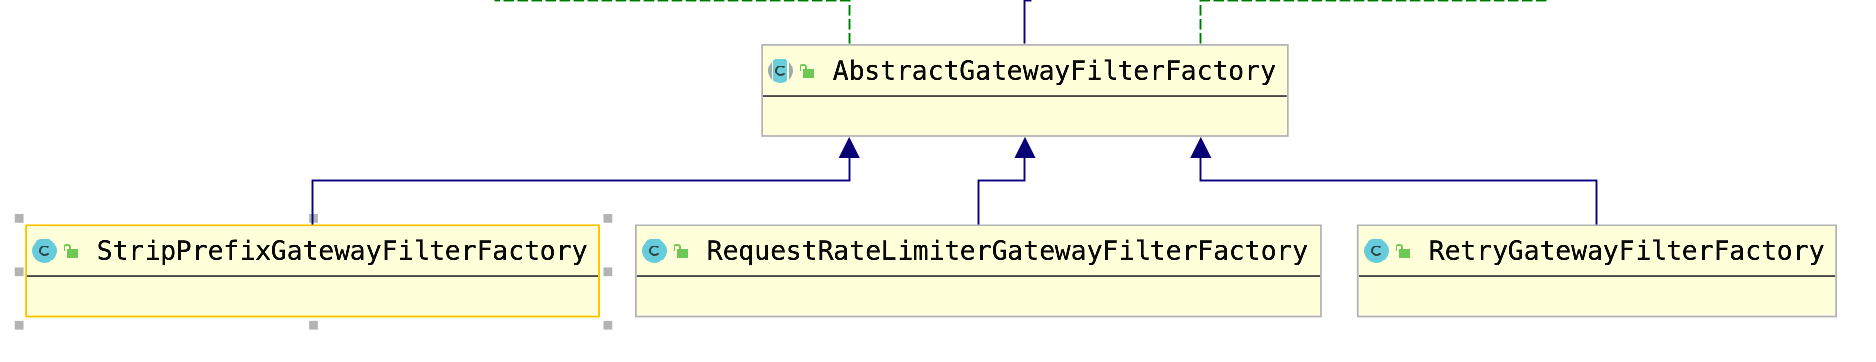 C AbstractGatewayFilterFactory
C StripPrefixGatewayFilterFactory
C RequestRateLimiterGatewayFilterFactory
C RetryGatewayFilterFactory